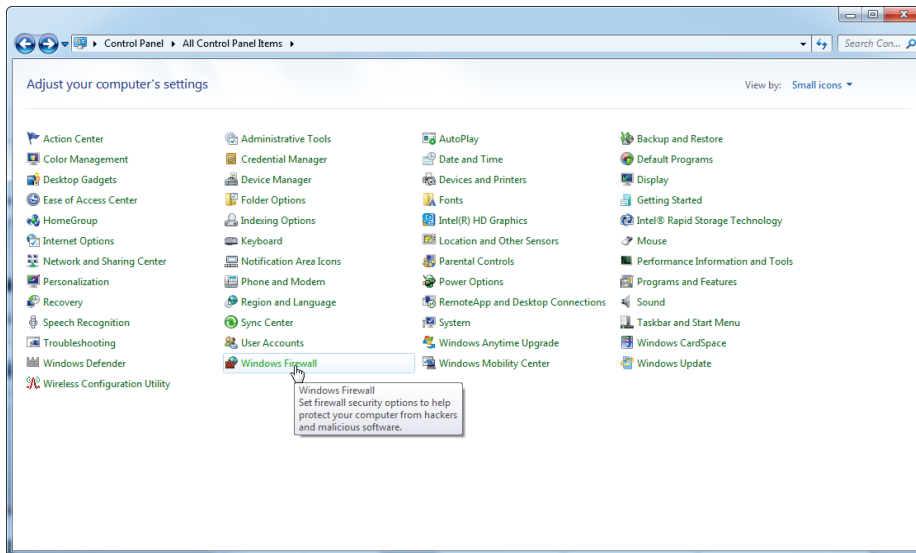 Control Panel ▸ All Control Panel Items ▸
Search Con...
Adjust your computer's settings
View by: Small icons
Action Center
Administrative Tools
AutoPlay
Backup and Restore
Color Management
Credential Manager
Date and Time
Default Programs
Desktop Gadgets
Device Manager
Devices and Printers
Display
Ease of Access Center
Folder Options
Fonts
Getting Started
HomeGroup
Indexing Options
Intel(R) HD Graphics
Intel® Rapid Storage Technology
Internet Options
Keyboard
Location and Other Sensors
Mouse
Network and Sharing Center
Notification Area Icons
Parental Controls
Performance Information and Tools
Personalization
Phone and Modem
Power Options
Programs and Features
Recovery
Region and Language
RemoteApp and Desktop Connections
Sound
Speech Recognition
Sync Center
System
Taskbar and Start Menu
Troubleshooting
User Accounts
Windows Anytime Upgrade
Windows CardSpace
Windows Defender
Windows Firewall
Windows Mobility Center
Windows Update
Wireless Configuration Utility
Windows Firewall
Set firewall security options to help
protect your computer from hackers
and malicious software.